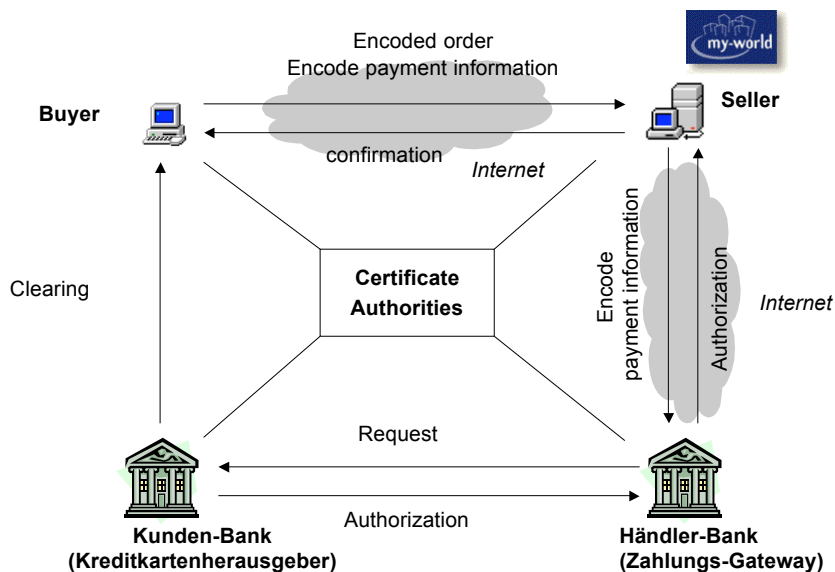 Encoded order
Encode payment information
my-world
Buyer
Seller
confirmation
Internet
Certificate
Authorities
Clearing
Encode
payment information
Authorization
Internet
Request
Authorization
Kunden-Bank
(Kreditkartenherausgeber)
Händler-Bank
(Zahlungs-Gateway)